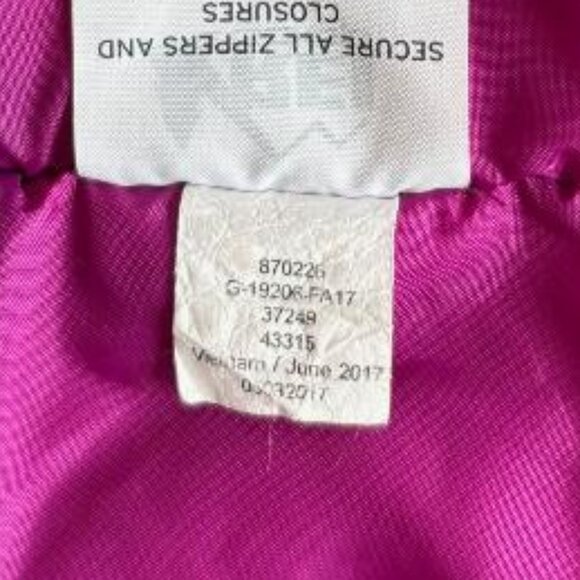 SECURE ALL ZIPPERS AND
CLOSURES
870226
G-19206-FA17
37249
43315
Vietnam / June 2017